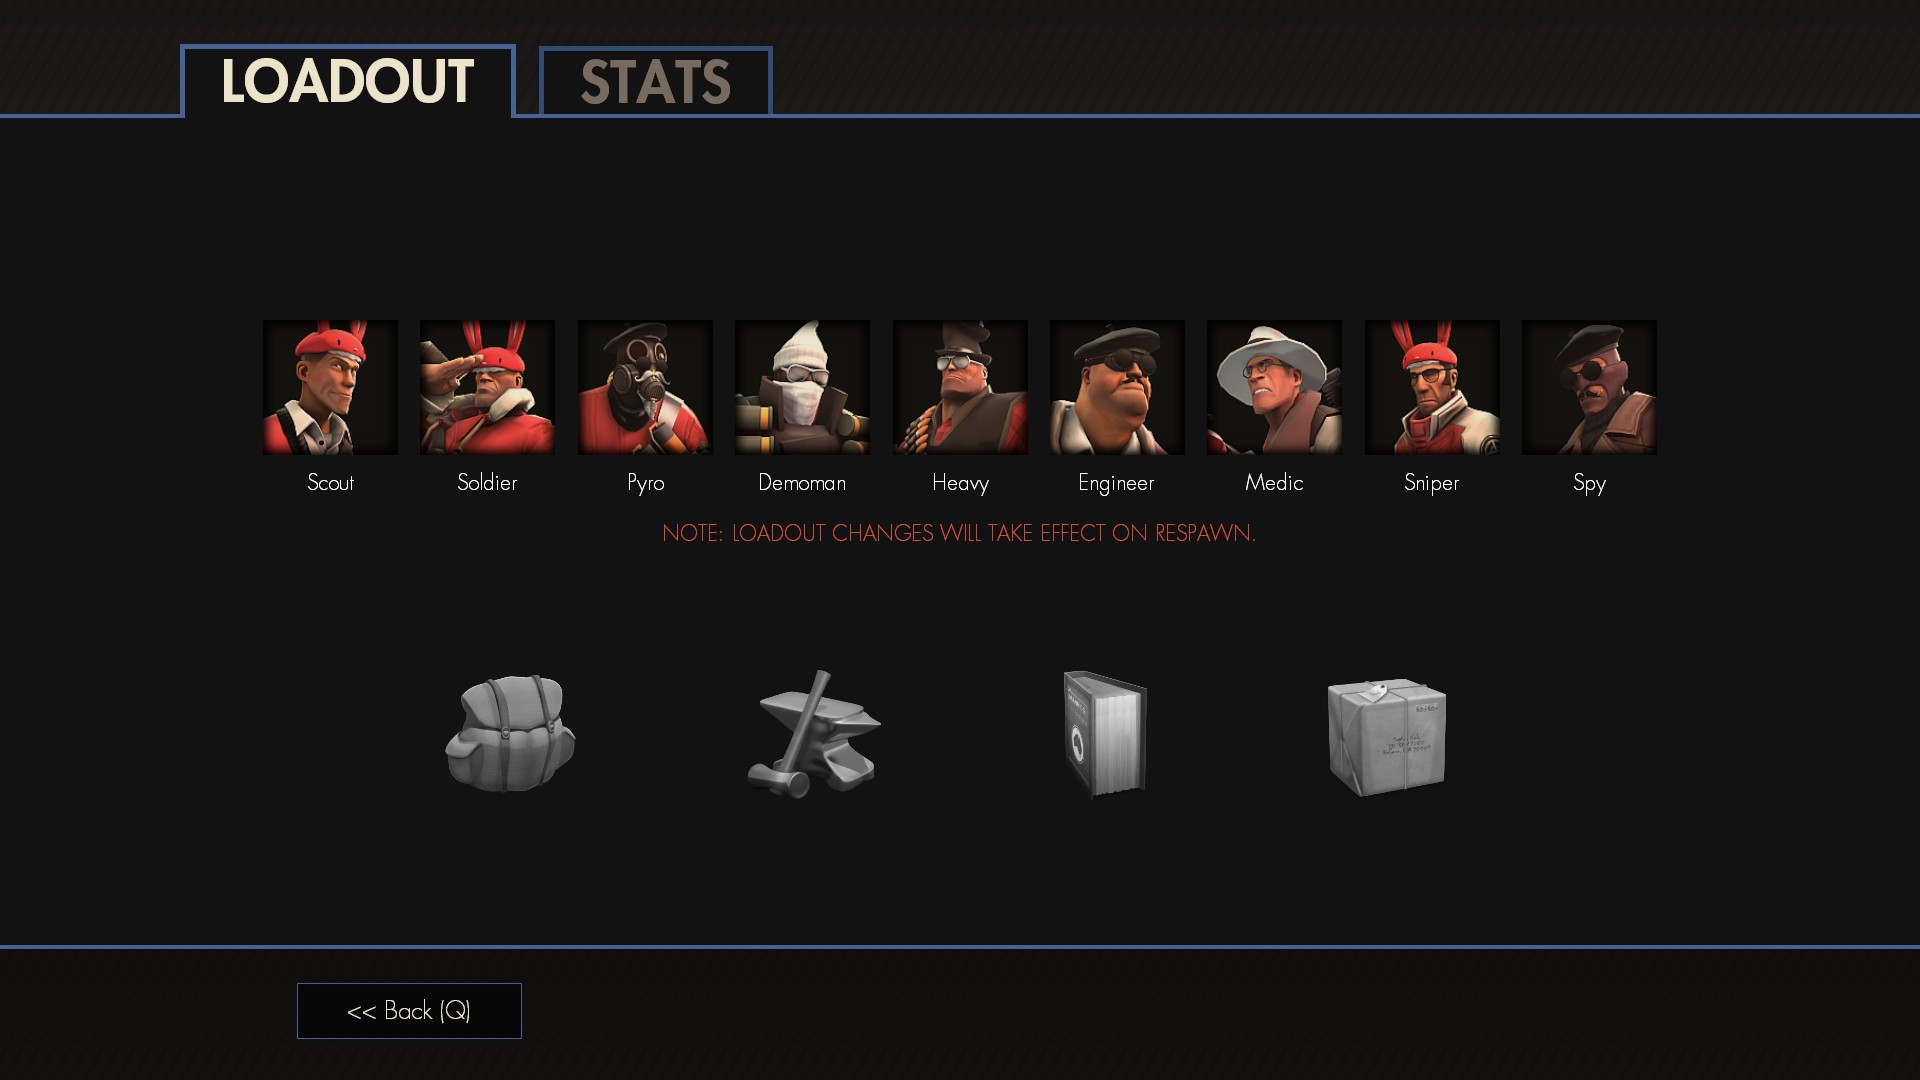 LOADOUT
STATS
Scout
Soldier
Pyro
Demoman
Heavy
Engineer
Medic
Sniper
Spy
NOTE: LOADOUT CHANGES WILL TAKE EFFECT ON RESPAWN.
<< Back (Q)